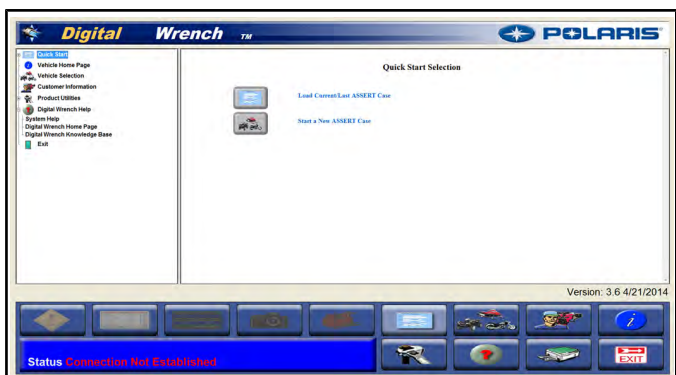 Digital Wrench TM
POLARIS
Quick Start
Vehicle Home Page
Vehicle Selection
Customer Information
Product Utilities
Digital Wrench Help
System Help
Digital Wrench Home Page
Digital Wrench Knowledge Base
Exit
Quick Start Selection
Load Current/Last ASSERT Case
Start a New ASSERT Case
Version: 3.6 4/21/2014
Status Connection Not Established
EXIT